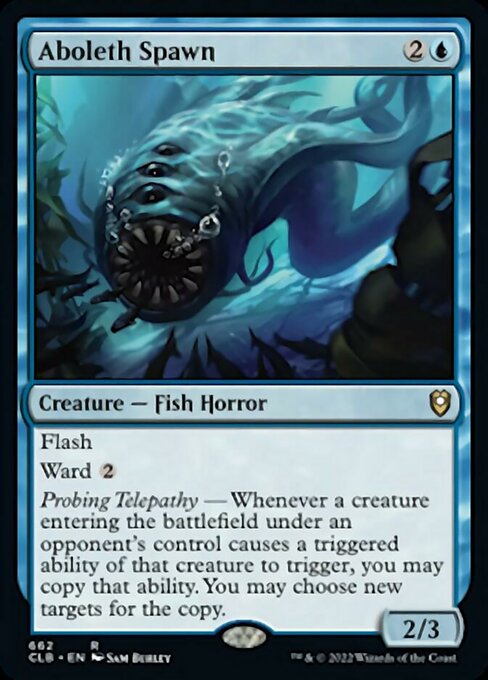 Aboleth Spawn 2
Creature — Fish Horror
Flash
Ward 2
Probing Telepathy — Whenever a creature
entering the battlefield under an
opponent's control causes a triggered
ability of that creature to trigger, you may
copy that ability. You may choose new
targets for the copy.
2/3
662 R
CLB • EN Sam Burley
™ & © 2022 Wizards of the Coast